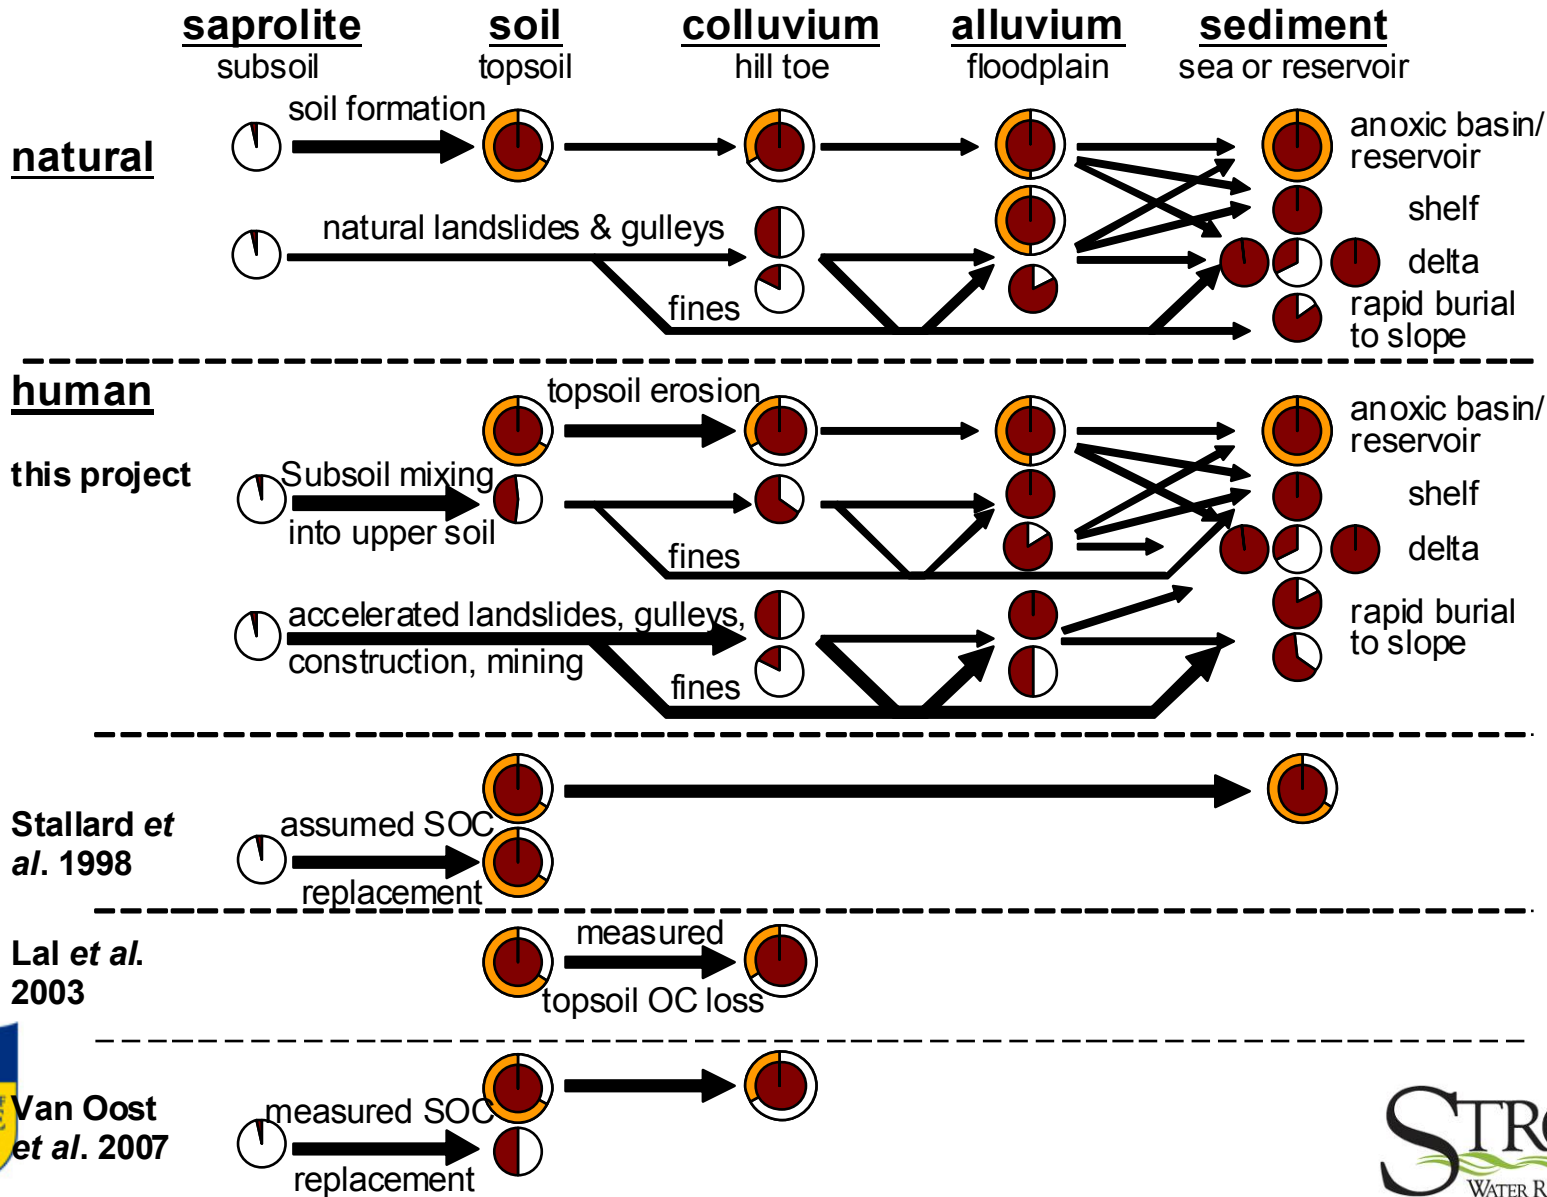 saprolite soil colluvium alluvium sediment
subsoil topsoil hill toe floodplain sea or reservoir
natural
soil formation
anoxic basin/
reservoir
shelf
natural landslides & gulleys
delta
fines
rapid burial
to slope
human
topsoil erosion
anoxic basin/
reservoir
this project
Subsoil mixing
into upper soil
shelf
fines
delta
accelerated landslides, gulleys,
construction, mining
rapid burial
to slope
fines
Stallard et
al. 1998
assumed SOC
replacement
Lal et al.
2003
measured
topsoil OC loss
Van Oost
et al. 2007
measured SOC
replacement
WATER